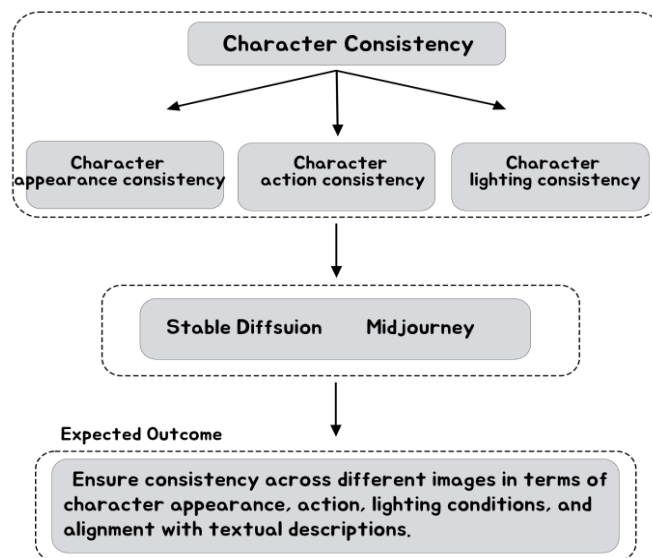 Character Consistency
Character
appearance consistency
Character
action consistency
Character
lighting consistency
Stable Diffsuion Midjourney
Expected Outcome
Ensure consistency across different images in terms of
character appearance, action, lighting conditions, and
alignment with textual descriptions.